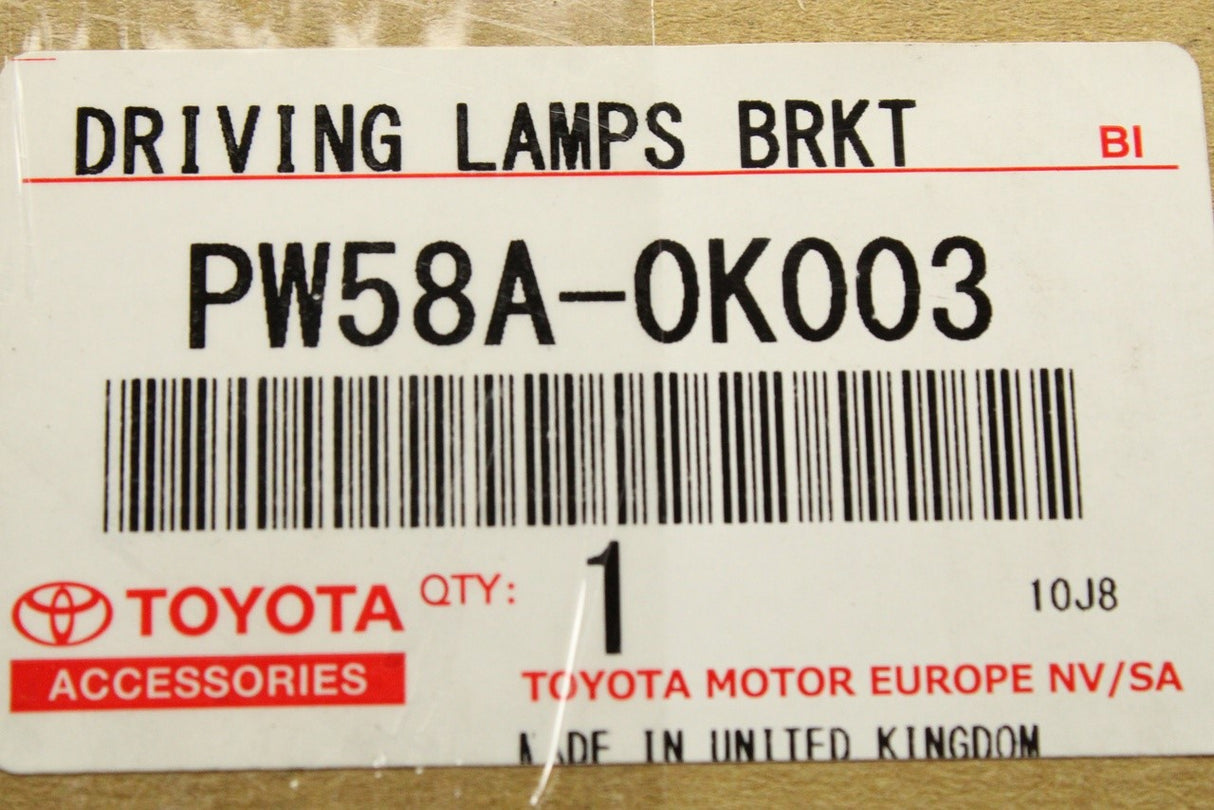 DRIVING LAMPS BRKT BI
PW58A-0K003
TOYOTA QTY: 1 10J8
ACCESSORIES
TOYOTA MOTOR EUROPE NV/SA
MADE IN UNITED KINGDOM